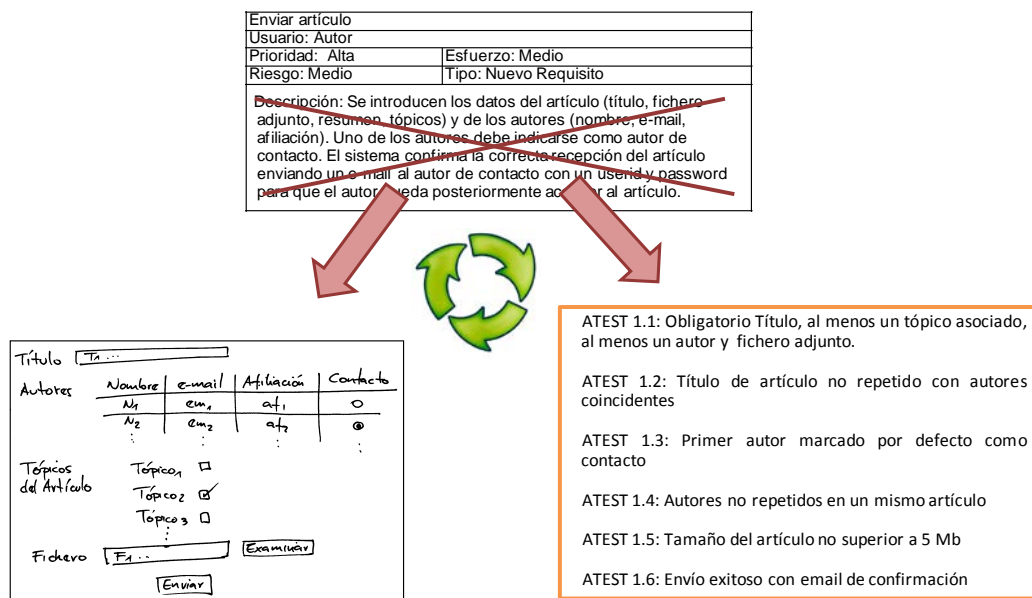 Enviar artículo
Usuario: Autor
Prioridad: Alta Esfuerzo: Medio
Riesgo: Medio Tipo: Nuevo Requisito
Descripción: Se introducen los datos del artículo (título, fichero
adjunto, resumen, tópicos) y de los autores (nombre, e-mail,
afiliación). Uno de los autores debe indicarse como autor de
contacto. El sistema confirma la correcta recepción del artículo
enviando un e-mail al autor de contacto con un userid y password
para que el autor pueda posteriormente acceder al artículo.
Título T1 ...
Autores Nombre e-mail Afiliación Contacto
N1 em1 af1
N2 em2 af2
Tópicos
del Artículo
Tópico1
Tópico2
Tópico3
Fichero F1 .. Examinar
Enviar
ATEST 1.1: Obligatorio Título, al menos un tópico asociado,
al menos un autor y fichero adjunto.
ATEST 1.2: Título de artículo no repetido con autores
coincidentes
ATEST 1.3: Primer autor marcado por defecto como
contacto
ATEST 1.4: Autores no repetidos en un mismo artículo
ATEST 1.5: Tamaño del artículo no superior a 5 Mb
ATEST 1.6: Envío exitoso con email de confirmación